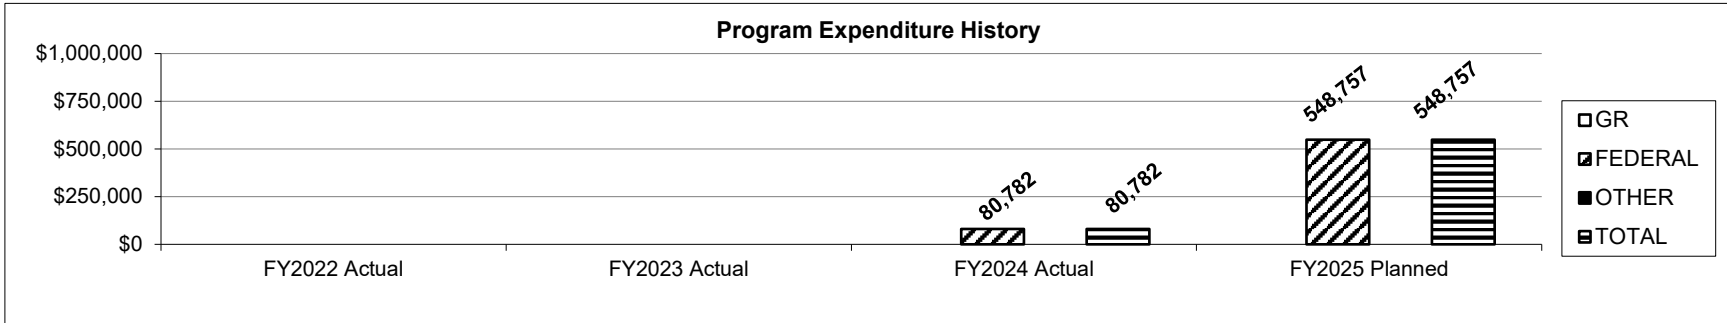 Program Expenditure History
$1,000,000
$750,000
$500,000
$250,000
$0
80,782
80,782
548,757
548,757
FY2022 Actual
FY2023 Actual
FY2024 Actual
FY2025 Planned
GR
FEDERAL
OTHER
TOTAL